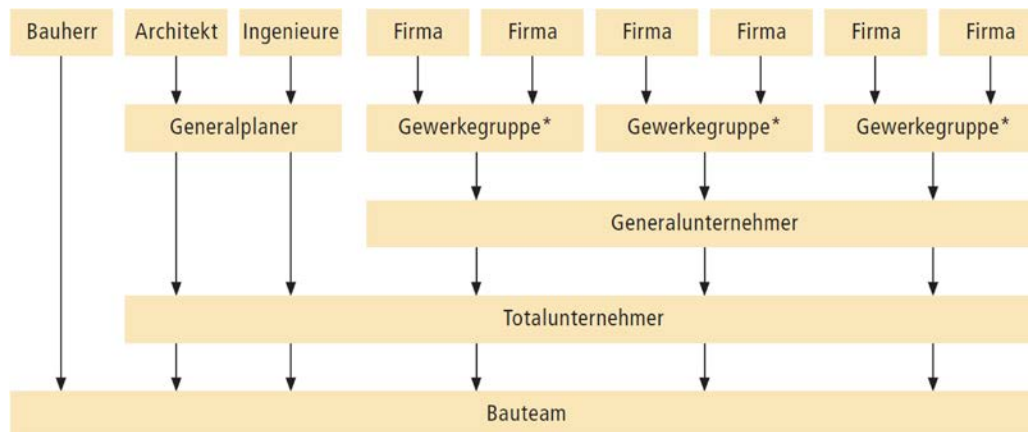 Bauherr Architekt Ingenieure Firma Firma Firma Firma Firma Firma
Generalplaner Gewerkegruppe* Gewerkegruppe* Gewerkegruppe*
Generalunternehmer
Totalunternehmer
Bauteam